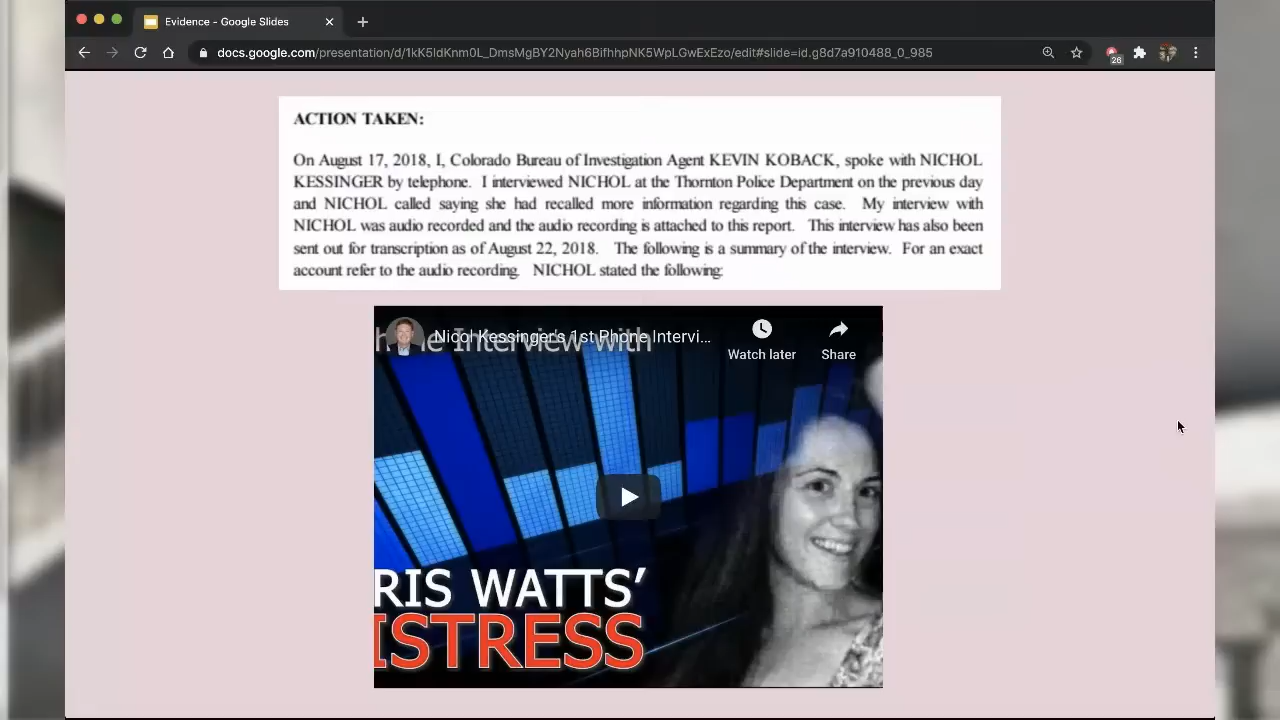 Evidence - Google Slides
docs.google.com/presentation/d/1kK5ldKnm0L_DmsMgBY2Nyah6BifhhpNK5WpLGwExEzo/edit#slide=id.g8d7a910488_0_985
26
ACTION TAKEN:
On August 17, 2018, I, Colorado Bureau of Investigation Agent KEVIN KOBACK, spoke with NICHOL
KESSINGER by telephone. I interviewed NICHOL at the Thornton Police Department on the previous day
and NICHOL called saying she had recalled more information regarding this case. My interview with
NICHOL was audio recorded and the audio recording is attached to this report. This interview has also been
sent out for transcription as of August 22, 2018. The following is a summary of the interview. For an exact
account refer to the audio recording. NICHOL stated the following:
Nicol Kessinger's 1st Phone Intervi...
Interview with
Watch later
Share
RIS WATTS'
ISTRESS